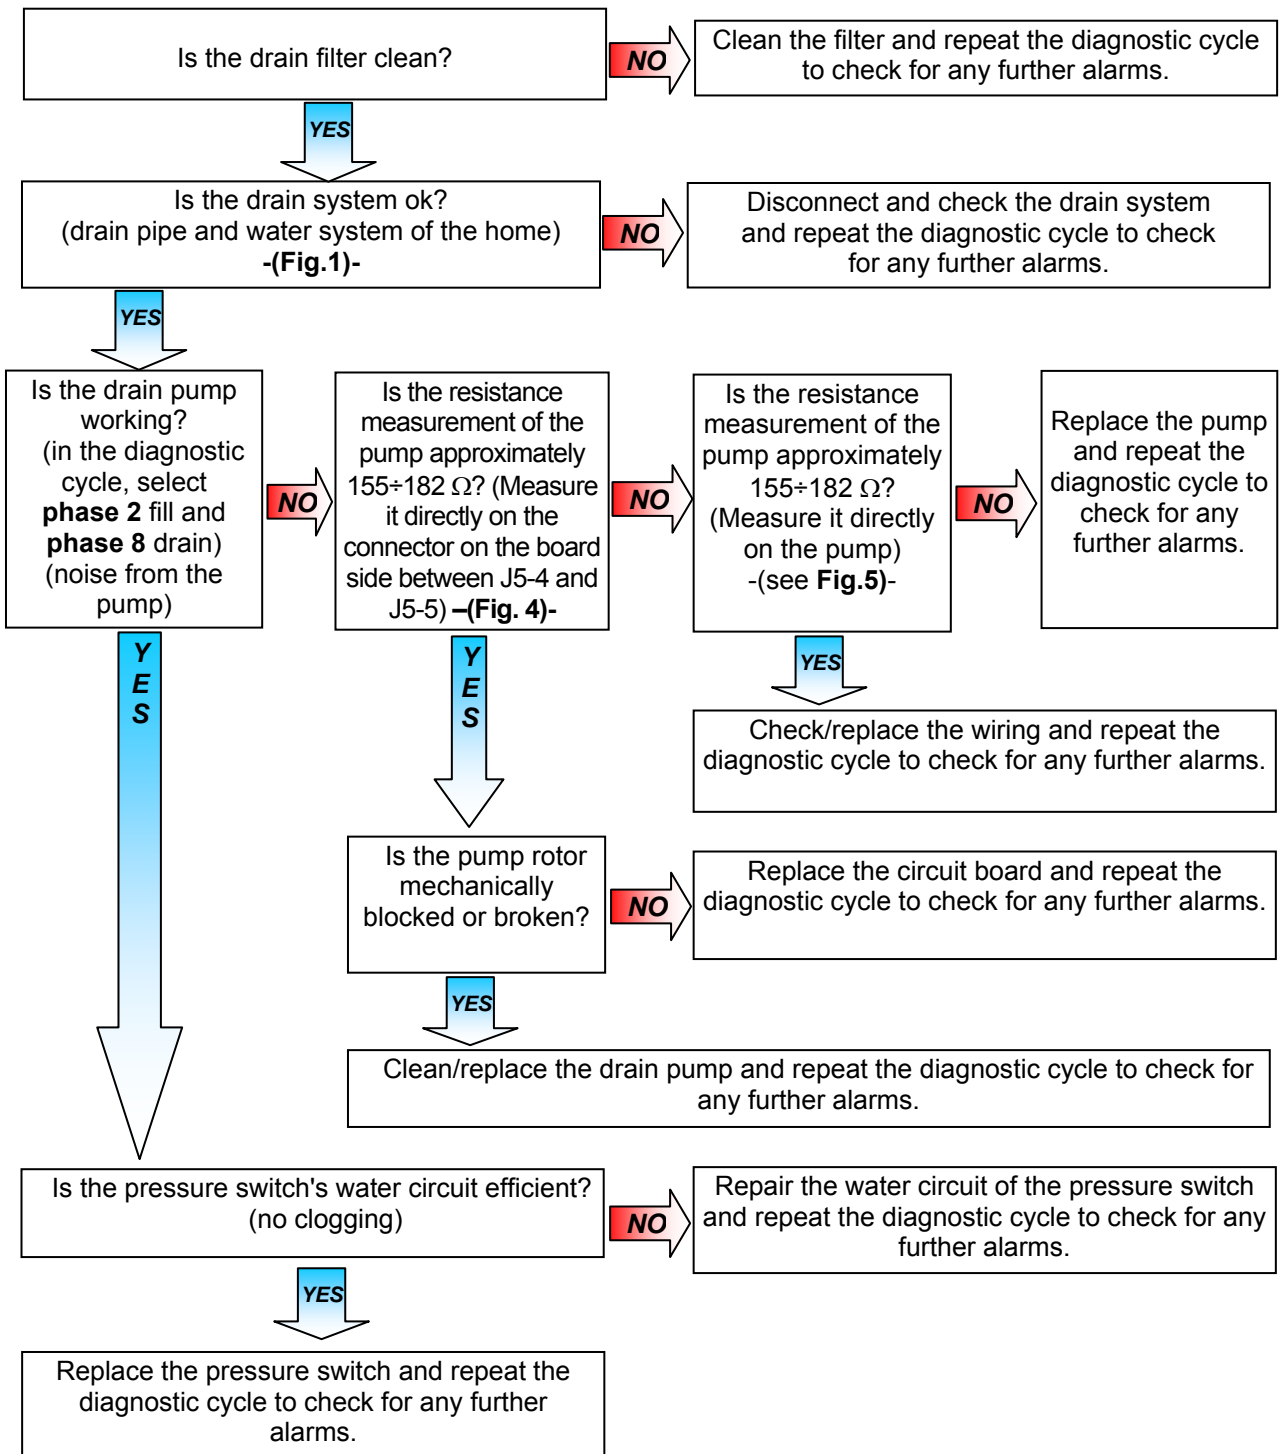 Is the drain filter clean?
NO
Clean the filter and repeat the diagnostic cycle
to check for any further alarms.
YES
Is the drain system ok?
(drain pipe and water system of the home)
-(Fig.1)-
NO
Disconnect and check the drain system
and repeat the diagnostic cycle to check
for any further alarms.
YES
Is the drain pump
working?
(in the diagnostic
cycle, select
phase 2 fill and
phase 8 drain)
(noise from the
pump)
NO
Is the resistance
measurement of the
pump approximately
155÷182 Ω? (Measure
it directly on the
connector on the board
side between J5-4 and
J5-5) –(Fig. 4)-
NO
Is the resistance
measurement of the
pump approximately
155÷182 Ω?
(Measure it directly
on the pump)
-(see Fig.5)-
NO
Replace the pump
and repeat the
diagnostic cycle to
check for any
further alarms.
Y
E
S
Y
E
S
YES
Check/replace the wiring and repeat the
diagnostic cycle to check for any further alarms.
Is the pump rotor
mechanically
blocked or broken?
NO
Replace the circuit board and repeat the
diagnostic cycle to check for any further alarms.
YES
Clean/replace the drain pump and repeat the diagnostic cycle to check for
any further alarms.
Is the pressure switch's water circuit efficient?
(no clogging)
NO
Repair the water circuit of the pressure switch
and repeat the diagnostic cycle to check for any
further alarms.
YES
Replace the pressure switch and repeat the
diagnostic cycle to check for any further
alarms.